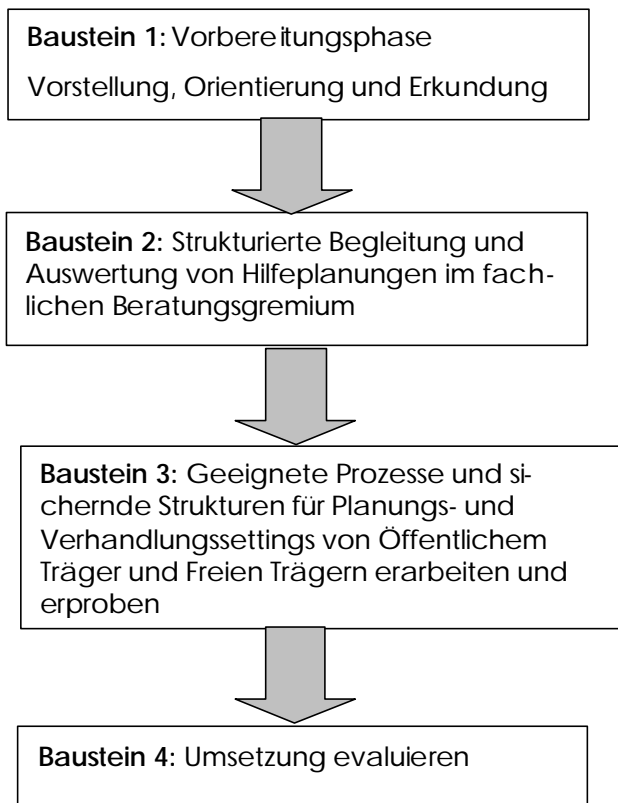 Baustein 1: Vorbereitungsphase
Vorstellung, Orientierung und Erkundung
Baustein 2: Strukturierte Begleitung und
Auswertung von Hilfeplanungen im fach-
lichen Beratungsgremium
Baustein 3: Geeignete Prozesse und si-
chernde Strukturen für Planungs- und
Verhandlungssettings von Öffentlichem
Träger und Freien Trägern erarbeiten und
erproben
Baustein 4: Umsetzung evaluieren